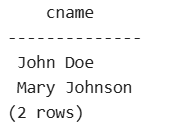 cname
--------------
John Doe
Mary Johnson
(2 rows)